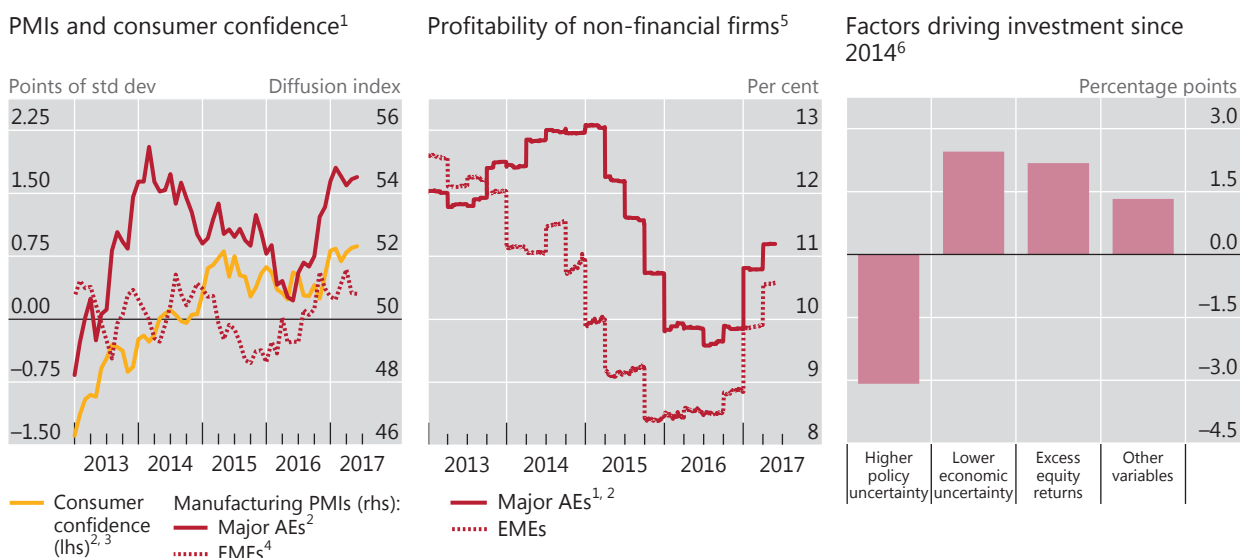 PMIs and consumer confidence1
Points of std dev
Diffusion index
2.25
1.50
0.75
0.00
–0.75
–1.50
56
54
52
50
48
46
2013 2014 2015 2016 2017
Consumer
confidence
(lhs)2, 3
Manufacturing PMIs (rhs):
Major AEs2
EMEs4
Profitability of non-financial firms5
Per cent
13
12
11
10
9
8
2013 2014 2015 2016 2017
Major AEs1, 2
EMEs
Factors driving investment since
20146
Percentage points
3.0
1.5
0.0
–1.5
–3.0
–4.5
Higher
policy
uncertainty
Lower
economic
uncertainty
Excess
equity
returns
Other
variables